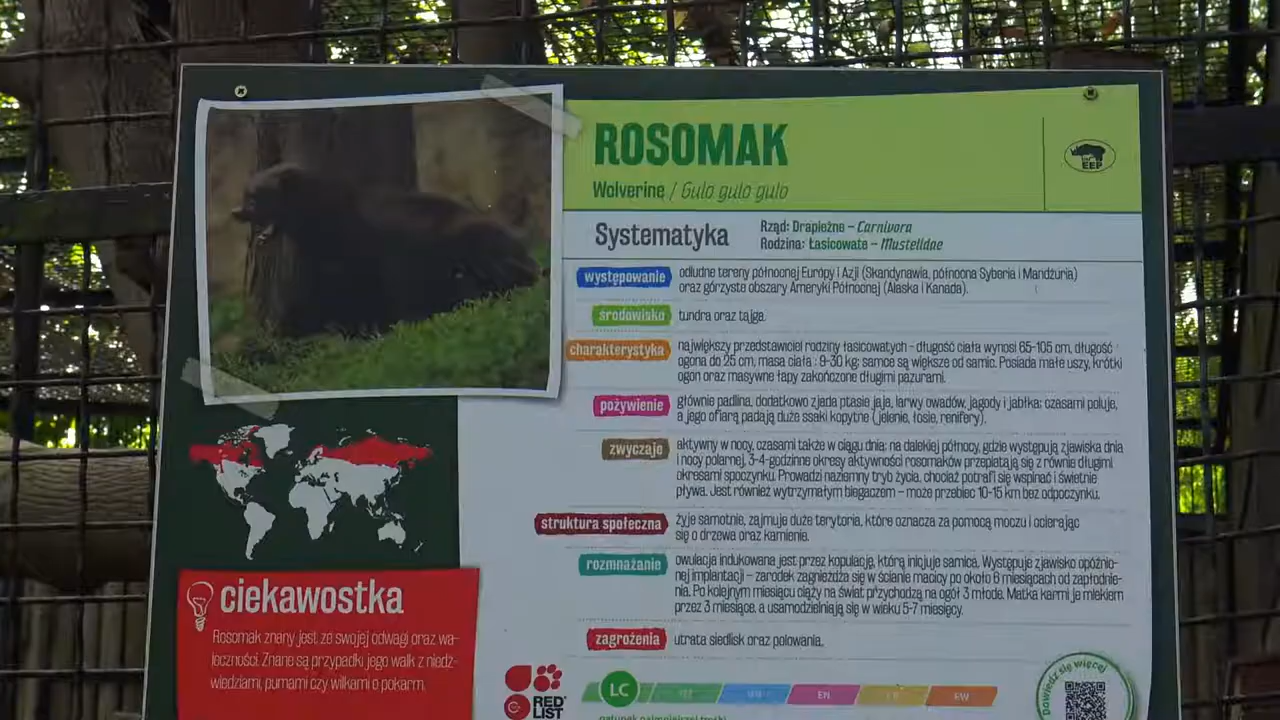 ROSOMAK
Wolverine / Gulo gulo gulo
EEP
Systematyka
Rząd: Drapieżne – Carnivora
Rodzina: Łasicowate – Mustelidae
występowanie
odludne tereny północnej Europy i Azji (Skandynawia, północna Syberia i Mandżuria)
oraz górzyste obszary Ameryki Północnej (Alaska i Kanada).
środowisko
tundra oraz tajga.
charakterystyka
największy przedstawiciel rodziny łasicowatych – długość ciała wynosi 65-105 cm, długość
ogona do 25 cm, masa ciała : 9-30 kg; samce są większe od samic. Posiada małe uszy, krótki
ogon oraz masywne łapy zakończone długimi pazurami.
pożywienie
głównie padlina, dodatkowo zjada ptasie jaja, larwy owadów, jagody i jabłka; czasami poluje,
a jego ofiarą padają duże ssaki kopytne (jelenie, łosie, renifery).
zwyczaje
aktywny w nocy, czasami także w ciągu dnia; na dalekiej północy, gdzie występują zjawiska dnia
i nocy polarnej, 3-4-godzinne okresy aktywności rosomaków przeplatają się z równie długimi
okresami spoczynku. Prowadzi naziemny tryb życia, chociaż potrafi się wspinać i świetnie
pływa. Jest również wytrzymałym biegaczem – może przebiec 10-15 km bez odpoczynku.
struktura społeczna
żyje samotnie, zajmuje duże terytoria, które oznacza za pomocą moczu i ocierając
się o drzewa oraz kamienia.
rozmnażanie
owulacja indukowana jest przez kopulację, którą inicjuje samica. Występuje zjawisko opóźnio-
nej implantacji – zarodek zagnieżdża się w ścianie macicy po około 6 miesiącach od zapłodnie-
nia. Po kolejnym miesiącu ciąży na świat przychodzą na ogół 3 młode. Matka karmi je mlekiem
przez 3 miesiące, a usamodzielniają się w wieku 5-7 miesięcy.
zagrożenia
utrata siedlisk oraz polowania.
ciekawostka
Rosomak znany jest ze swojej odwagi oraz wa-
leczności. Znane są przypadki jego walk z niedź-
wiedziami, pumami czy wilkami o pokarm.
RED
LIST
LC
EN
EW
Dowiedz się więcej
gatunek najmniejszej troski